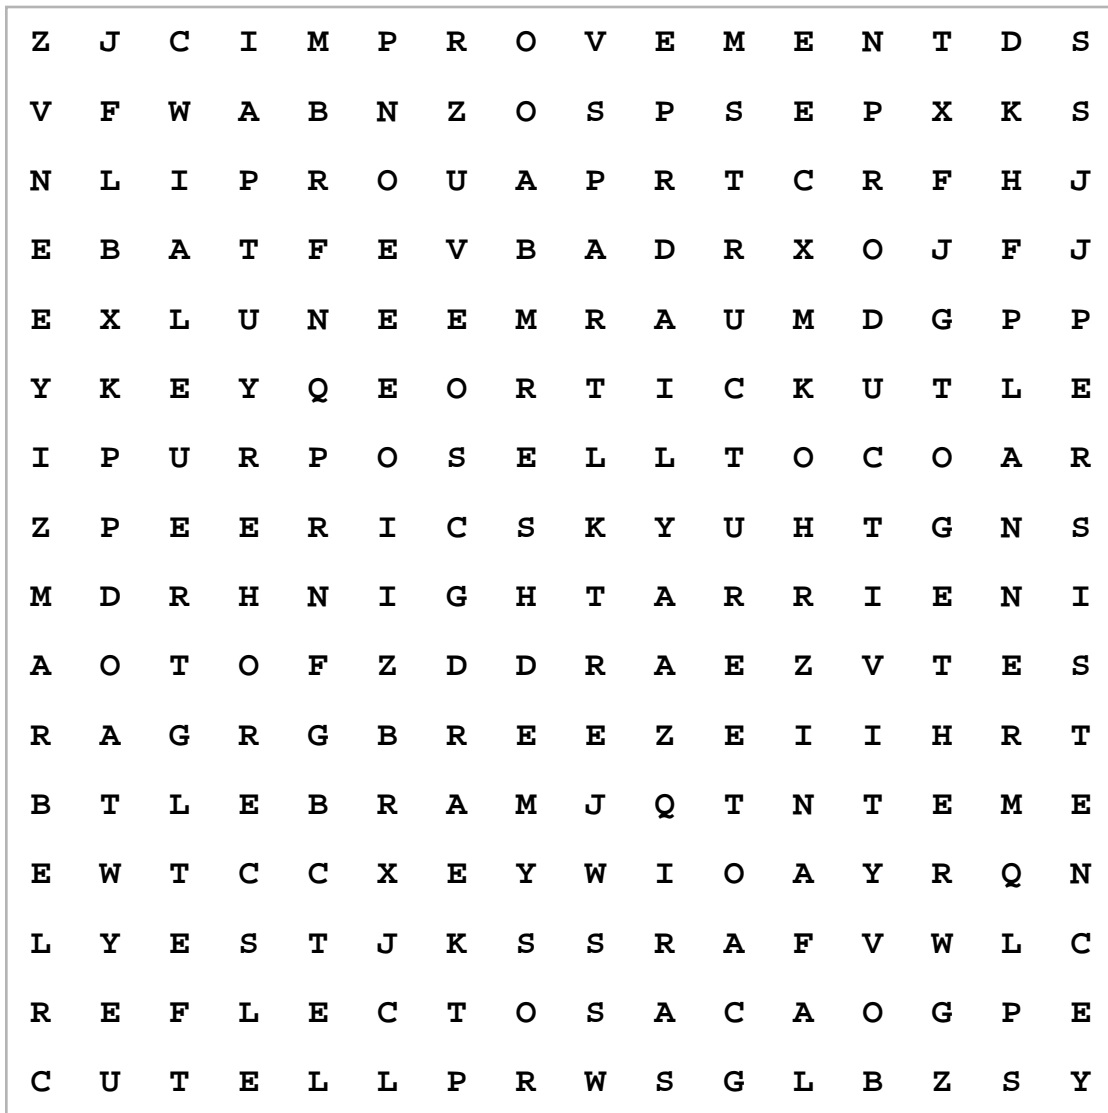 Z J C I M P R O V E M E N T D S
V F W A B N Z O S P S E P X K S
N L I P R O U A P R T C R F H J
E B A T F E V B A D R X O J F J
E X L U N E E M R A U M D G P P
Y K E Y Q E O R T I C K U T L E
I P U R P O S E L L T O C O A R
Z P E E R I C S K Y U H T G N S
M D R H N I G H T A R R I E N I
A O T O F Z D D R A E Z V T E S
R A G R G B R E E Z E I I H R T
B T L E B R A M J Q T N T E M E
E W T C C X E Y W I O A Y R Q N
L Y E S T J K S S R A F V W L C
R E F L E C T O S A C A O G P E
C U T E L L P R W S G L B Z S Y